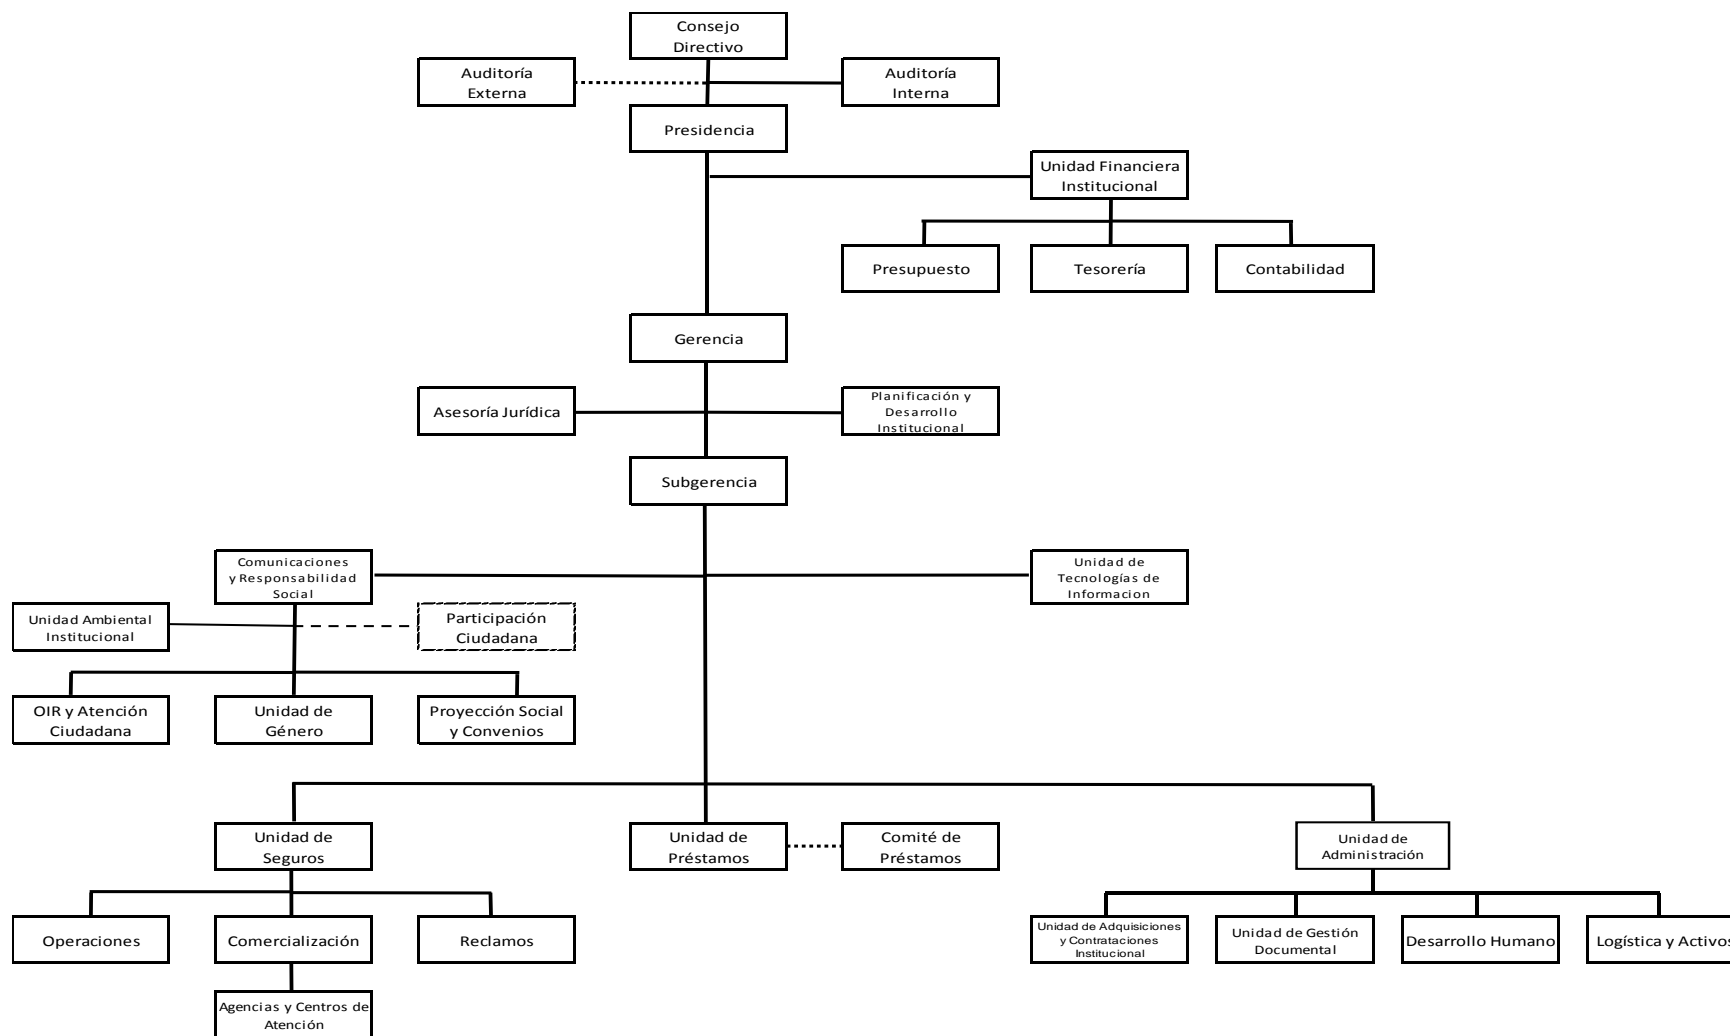 Consejo
Directivo
Auditoría
Externa
Auditoría
Interna
Presidencia
Unidad Financiera
Institucional
Presupuesto
Tesorería
Contabilidad
Gerencia
Asesoría Jurídica
Planificación y
Desarrollo
Institucional
Subgerencia
Comunicaciones
y Responsabilidad
Social
Unidad de
Tecnologías de
Informacion
Unidad Ambiental
Institucional
Participación
Ciudadana
OIR y Atención
Ciudadana
Unidad de
Género
Proyección Social
y Convenios
Unidad de
Seguros
Unidad de
Préstamos
Comité de
Préstamos
Unidad de
Administración
Operaciones
Comercialización
Reclamos
Unidad de Adquisiciones
y Contrataciones
Institucional
Unidad de Gestión
Documental
Desarrollo Humano
Logística y Activos
Agencias y Centros de
Atención